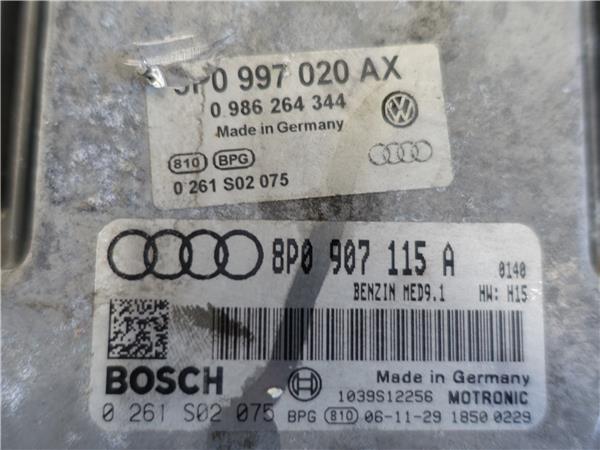 P0 997 020 AX
0 986 264 344
Made in Germany
810 BPG
0 261 S02 075
8P0 907 115 A 0140
BENZIN MED9.1 HW: H15
BOSCH
Made in Germany
1039S12256 MOTRONIC
0 261 S02 075 BPG 810 06-11-29 1850 0229